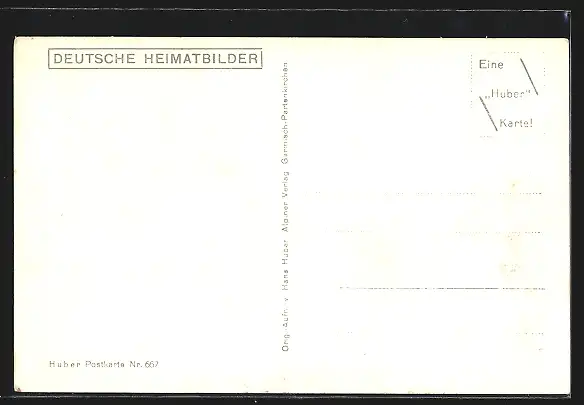 DEUTSCHE HEIMATBILDER
Eine
„Huber"
Karte!
Orig.-Aufn. v. Hans Huber Alpiner Verlag Garmisch-Partenkirchen
Huber Postkarte Nr. 667